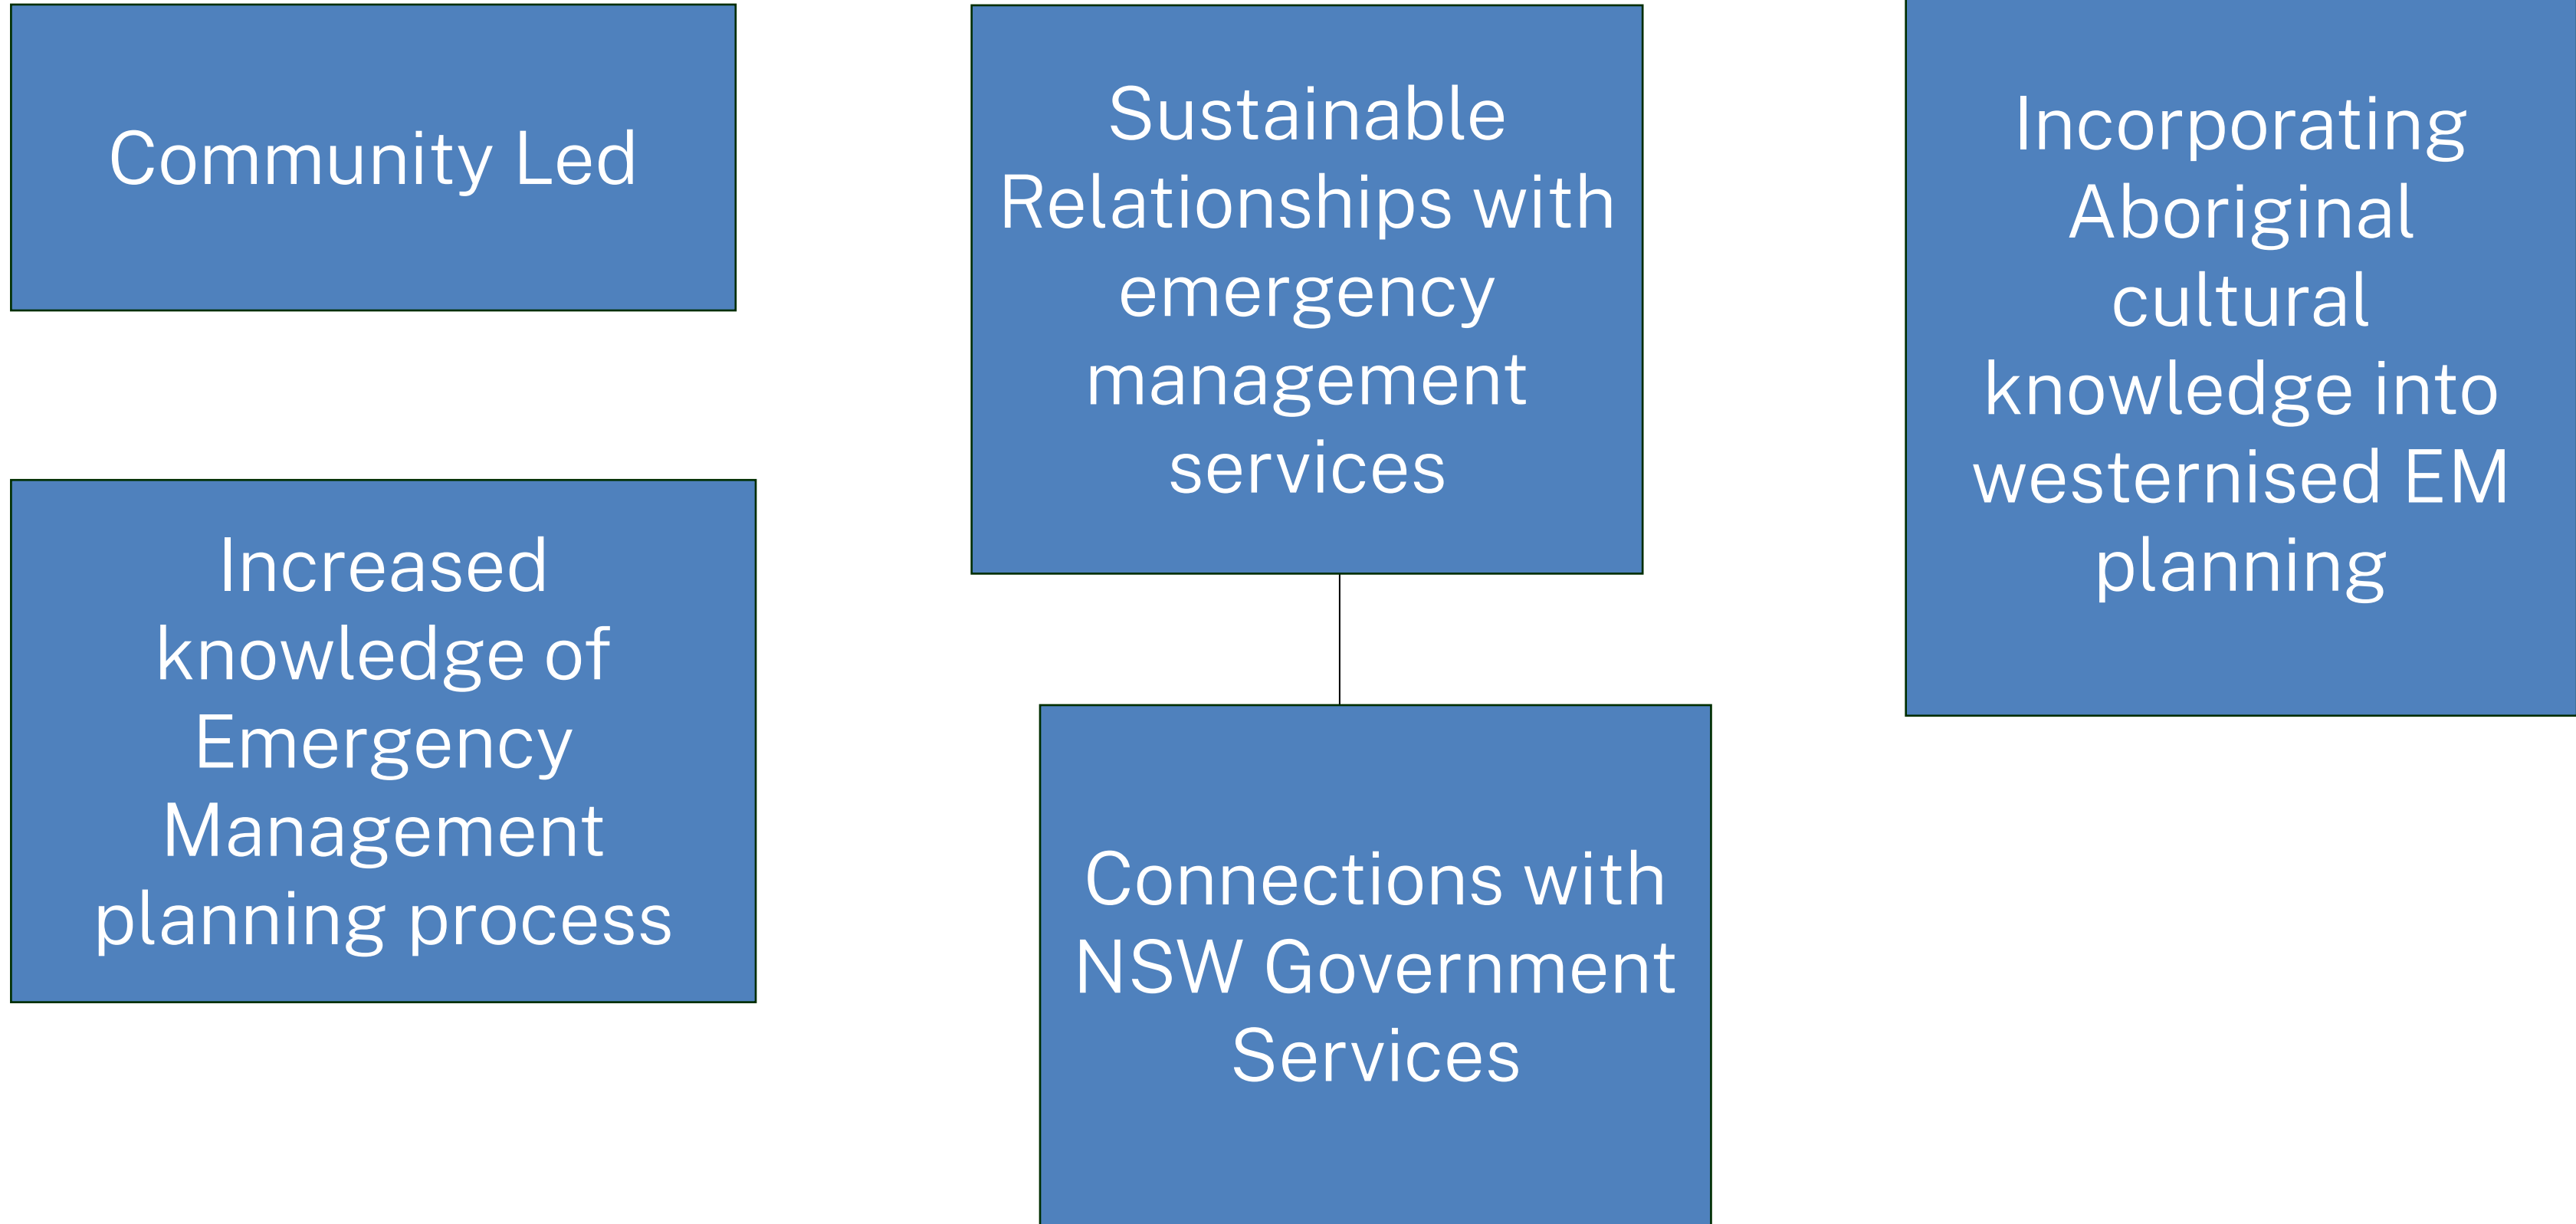 Community Led
Increased
knowledge of
Emergency
Management
planning process
Sustainable
Relationships with
emergency
management
services
Connections with
NSW Government
Services
Incorporating
Aboriginal
cultural
knowledge into
westernised EM
planning